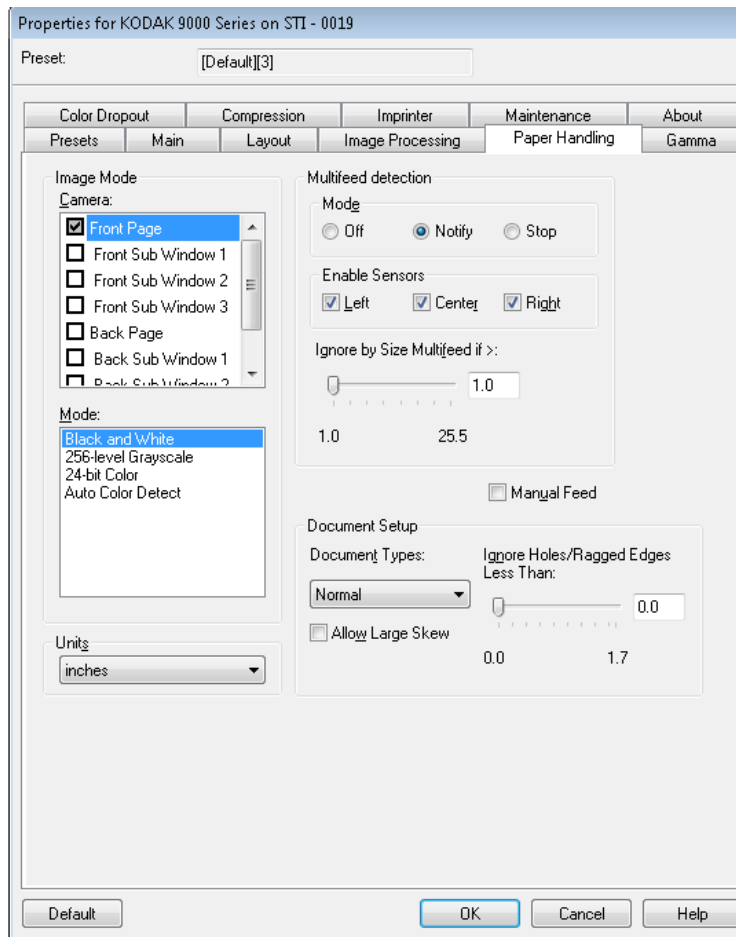 Properties for KODAK 9000 Series on STI - 0019
Preset:
[Default][3]
Color Dropout Compression Imprinter Maintenance About
Presets Main Layout Image Processing Paper Handling Gamma
Image Mode
Camera:
Front Page
Front Sub Window 1
Front Sub Window 2
Front Sub Window 3
Back Page
Back Sub Window 1
Back Sub Window 2
Mode:
Black and White
256-level Grayscale
24-bit Color
Auto Color Detect
Units
inches
Multifeed detection
Mode
Off Notify Stop
Enable Sensors
Left Center Right
Ignore by Size Multifeed if >:
1.0
1.0 25.5
Manual Feed
Document Setup
Document Types:
Normal
Allow Large Skew
Ignore Holes/Ragged Edges
Less Than:
0.0
0.0 1.7
Default OK Cancel Help